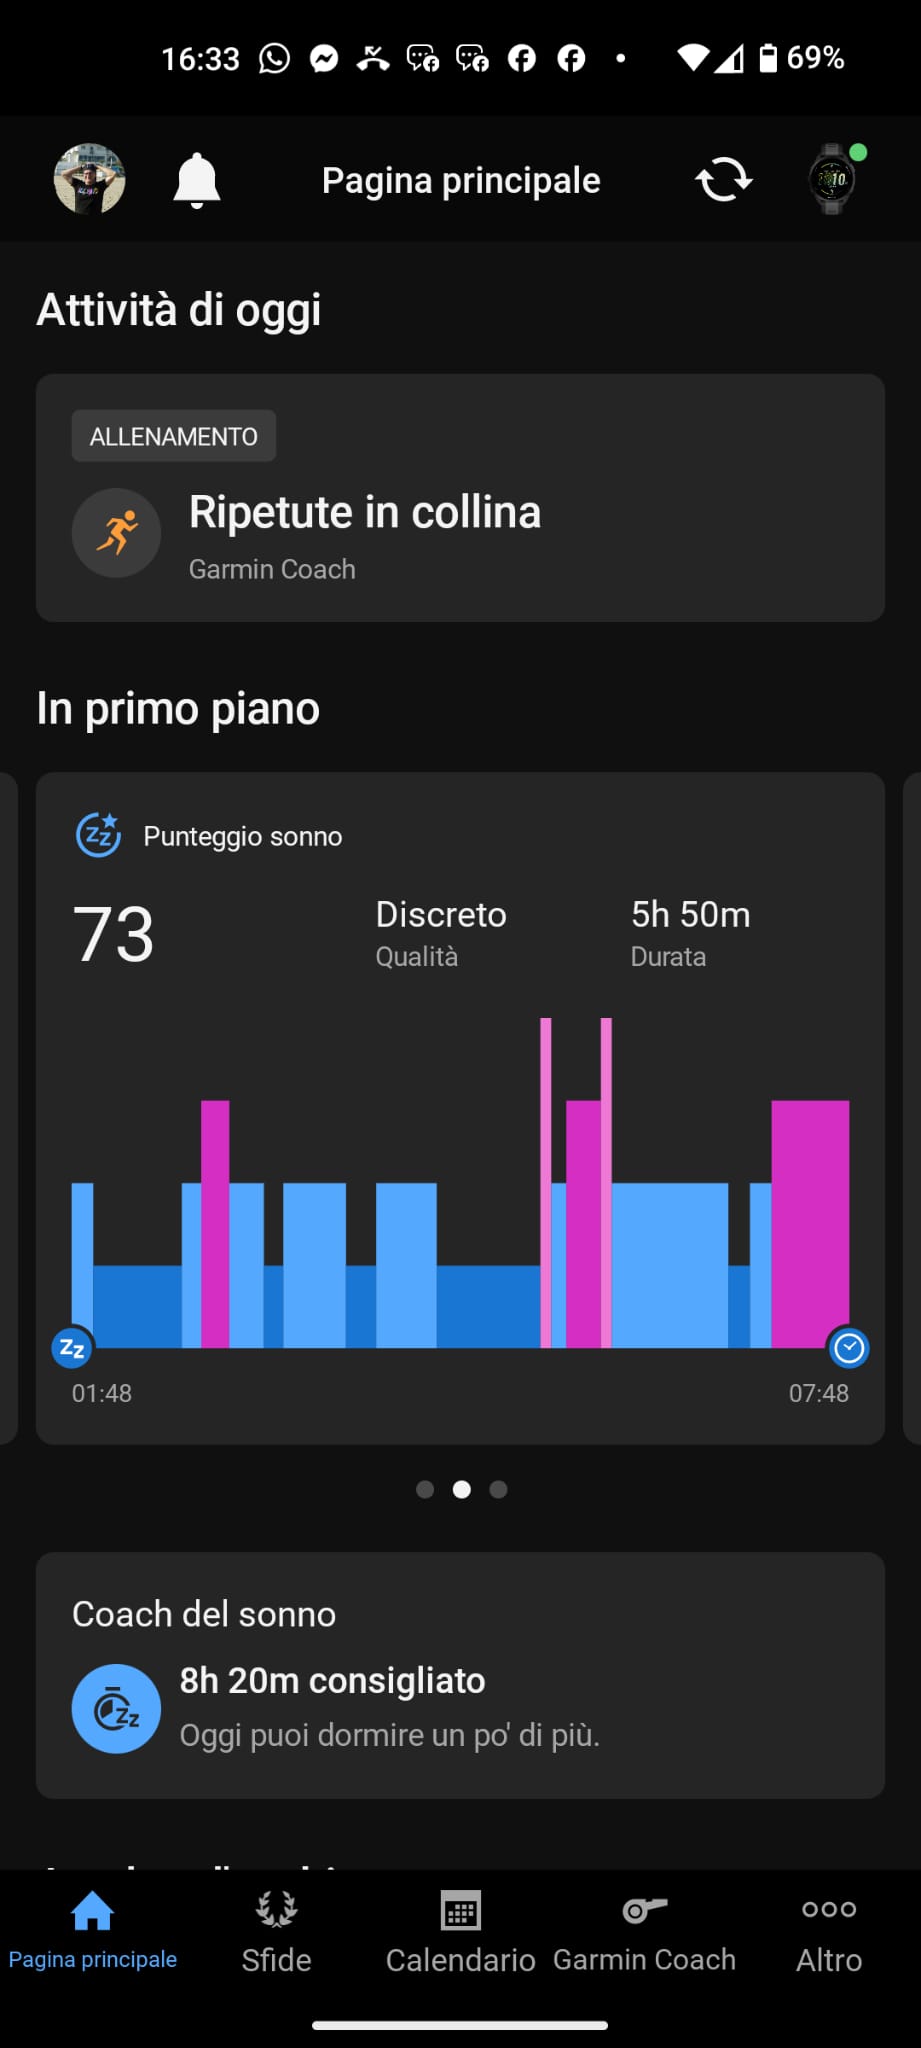 16:33
69%
Pagina principale
10
Attività di oggi
ALLENAMENTO
Ripetute in collina
Garmin Coach
In primo piano
Punteggio sonno
73
Discreto
5h 50m
Qualità
Durata
01:48
07:48
Coach del sonno
8h 20m consigliato
Oggi puoi dormire un po' di più.
Pagina principale
Sfide
Calendario
Garmin Coach
Altro